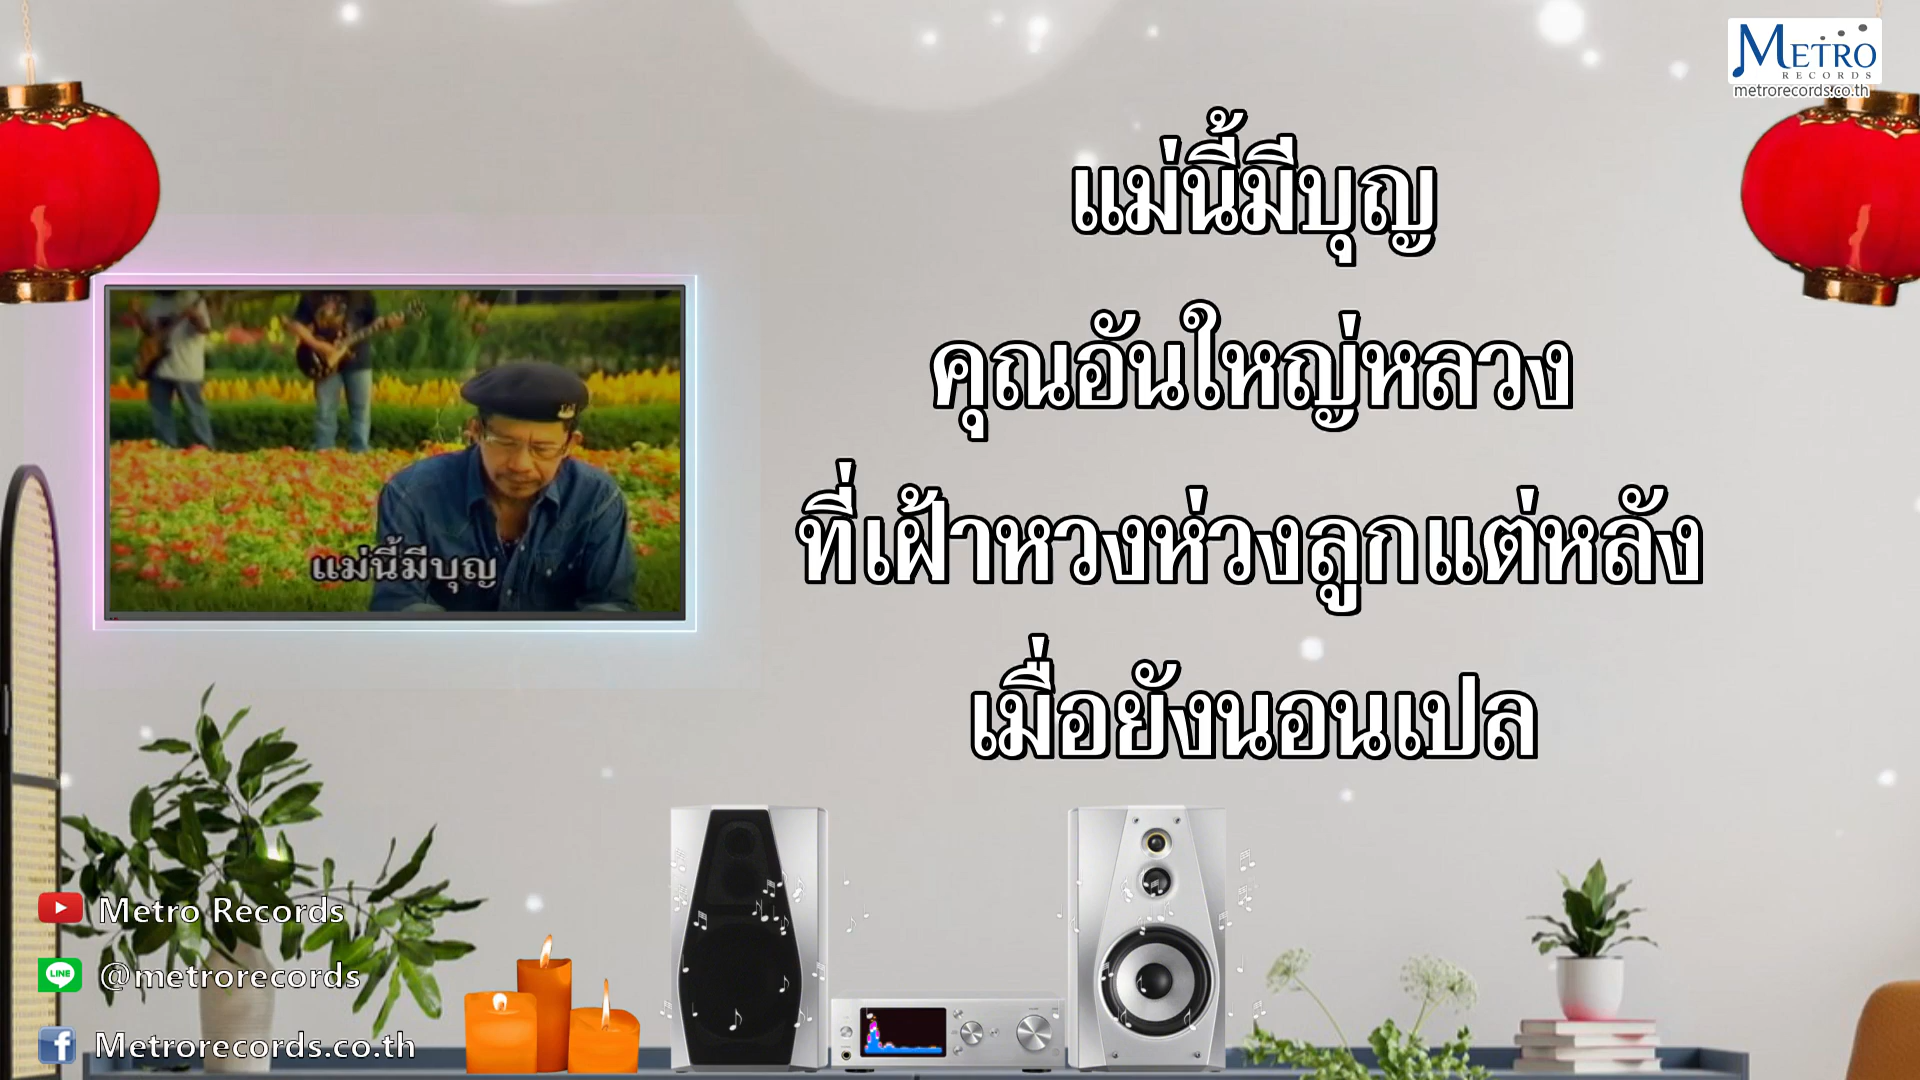 METRO
RECORDS
metrorecords.co.th
แม่นี้มีบุญ
คุณอันใหญ่หลวง
ที่เฝ้าหวงห่วงลูกแต่หลัง
เมื่อยังนอนเปล
แม่นี้มีบุญ
Metro Records
LINE
@metrorecords
f
Metrorecords.co.th